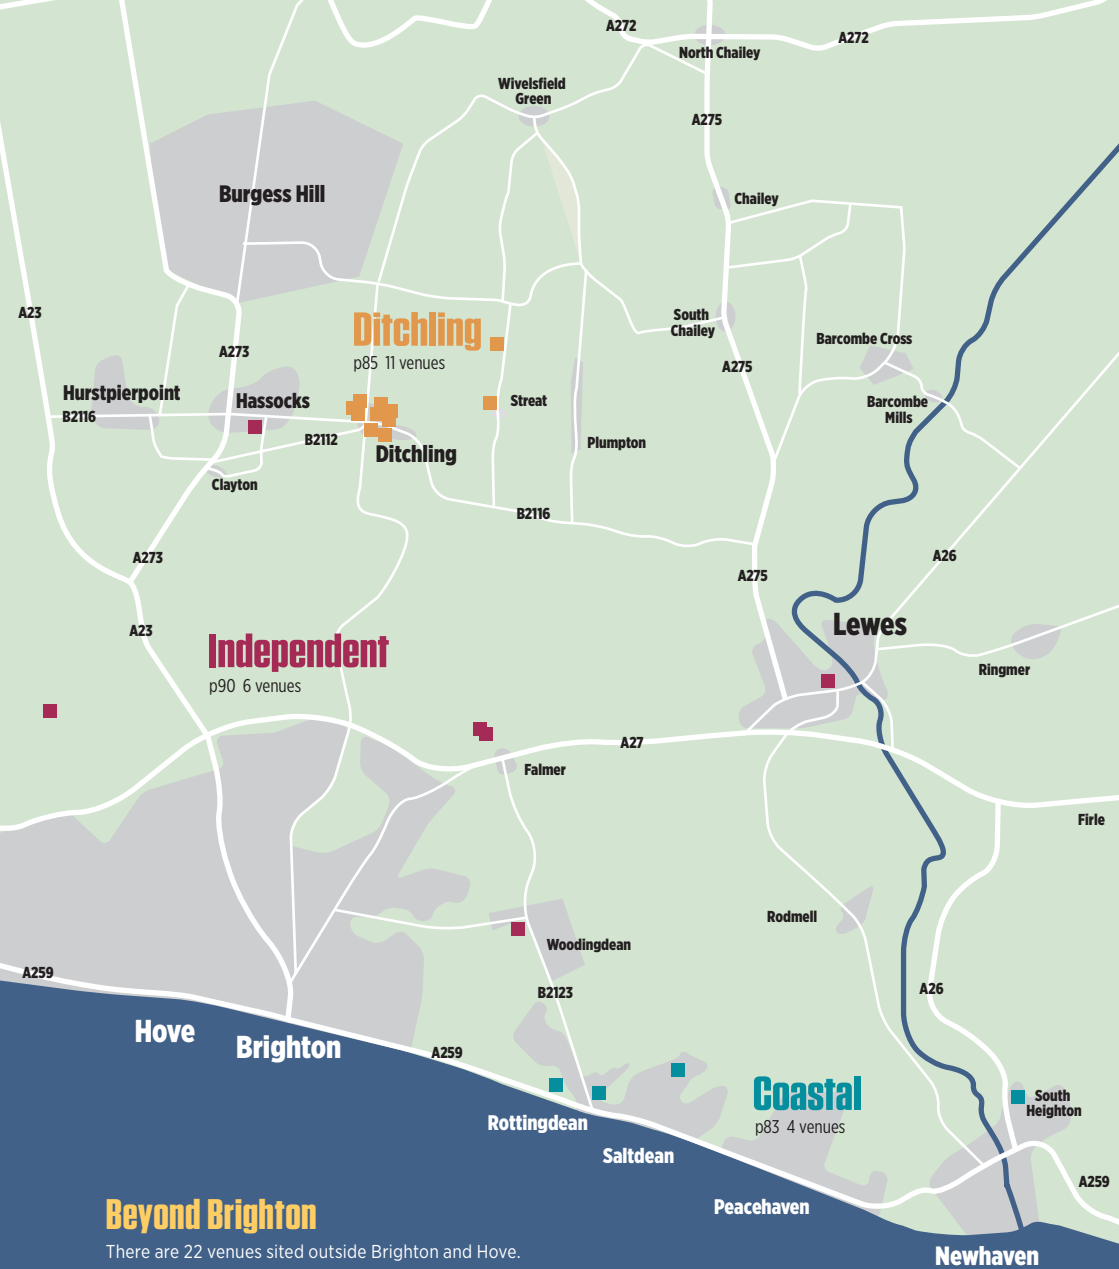 A272
North Chailey
A272
Wivelsfield
Green
A275
Burgess Hill
Chailey
A23
South
Chailey
Ditchling
p85 11 venues
Barcombe Cross
A273
A275
Hurstpierpoint
Hassocks
Streat
Barcombe
Mills
B2116
B2112
Plumpton
Ditchling
Clayton
B2116
A273
A26
A275
A23
Lewes
Independent
p90 6 venues
Ringmer
A27
Falmer
Firle
Rodmell
Woodingdean
A259
B2123
A26
Hove
Brighton
A259
Coastal
p83 4 venues
South
Heighton
Rottingdean
Saltdean
A259
Peacehaven
Beyond Brighton
There are 22 venues sited outside Brighton and Hove.
Newhaven